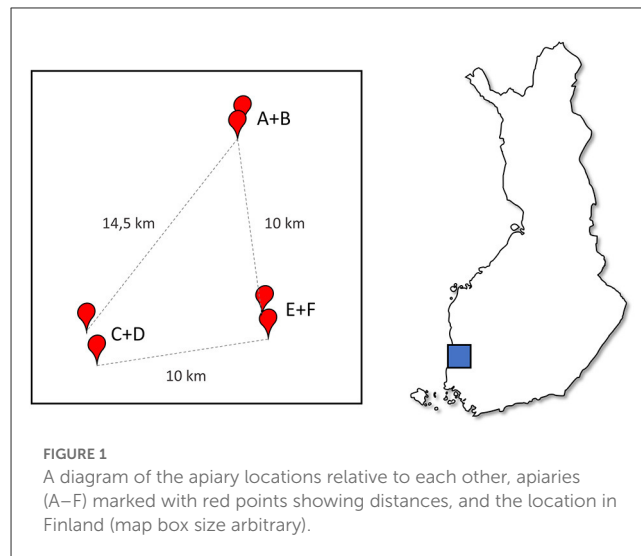 A+B
14,5 km
10 km
E+F
C+D
10 km
FIGURE 1
A diagram of the apiary locations relative to each other, apiaries
(A–F) marked with red points showing distances, and the location in
Finland (map box size arbitrary).